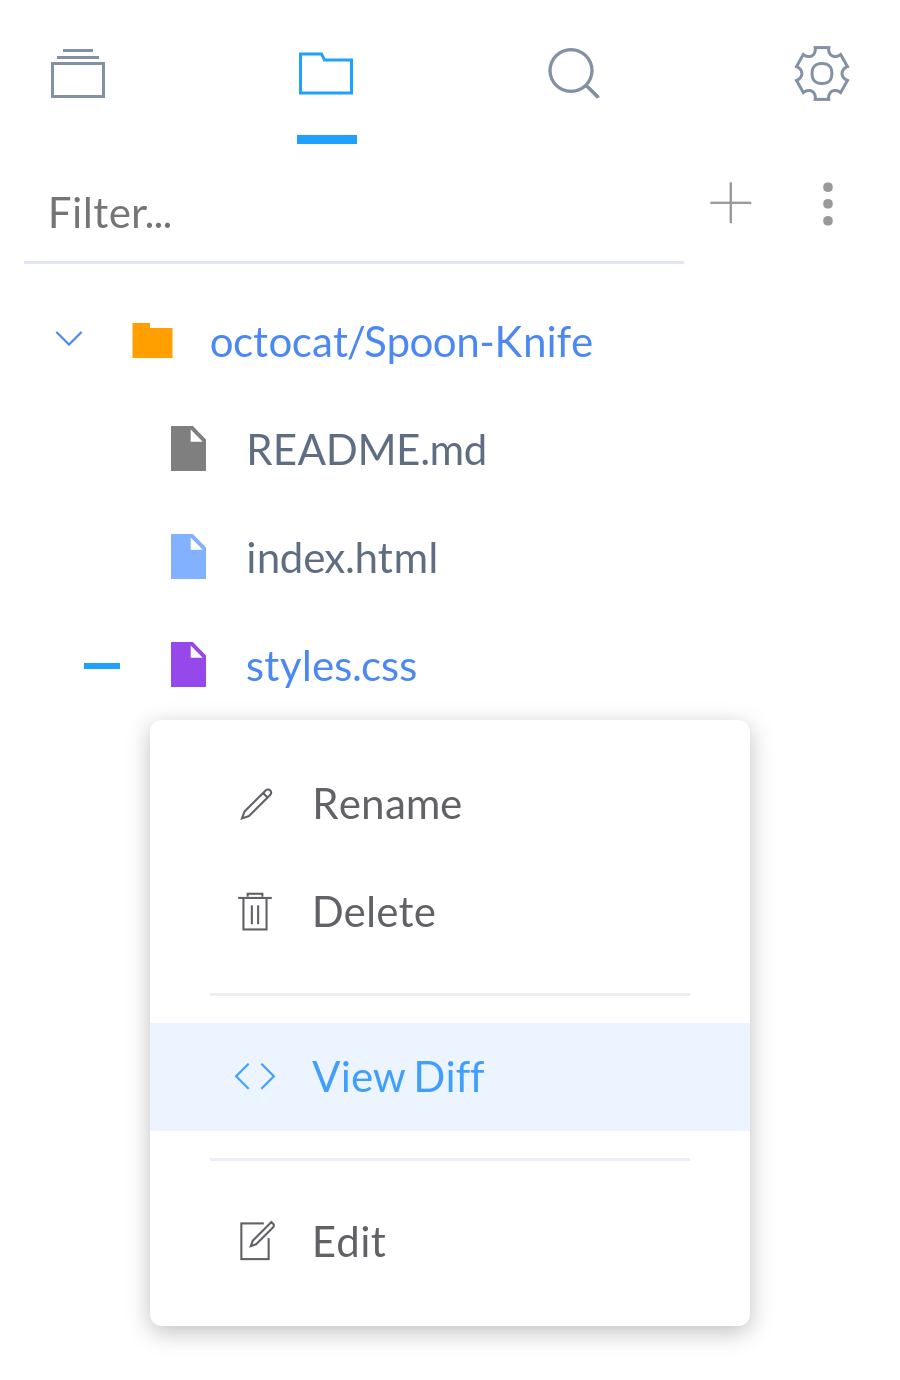 Filter...
octocat/Spoon-Knife
README.md
index.html
styles.css
Rename
Delete
View Diff
Edit